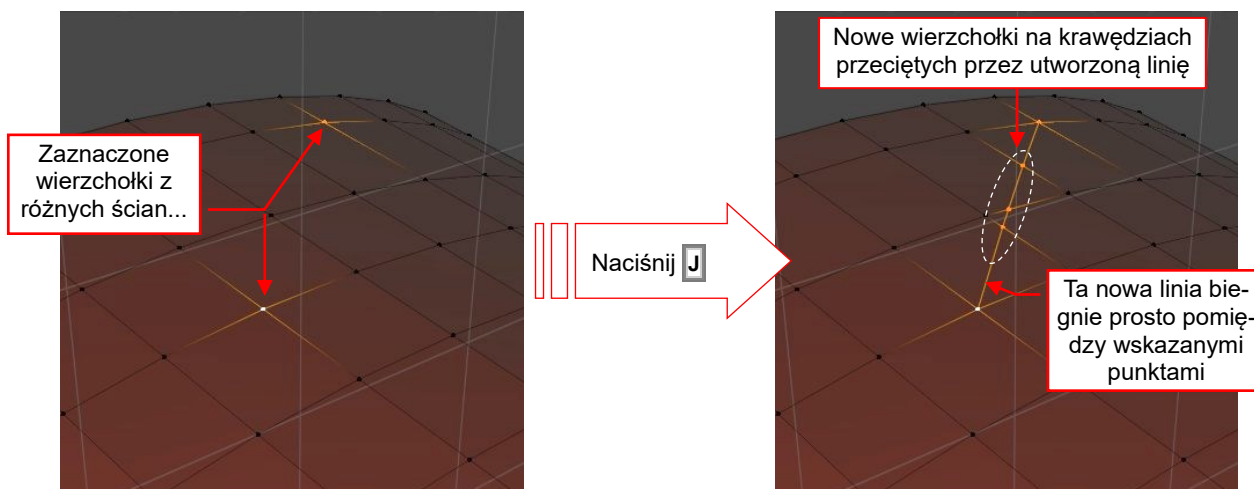 Zaznaczone
wierzchołki z
różnych ścian...
Naciśnij J
Nowe wierzchołki na krawędziach
przeciętych przez utworzoną linię
Ta nowa linia bie-
gnie prosto pomię-
dzy wskazanymi
punktami